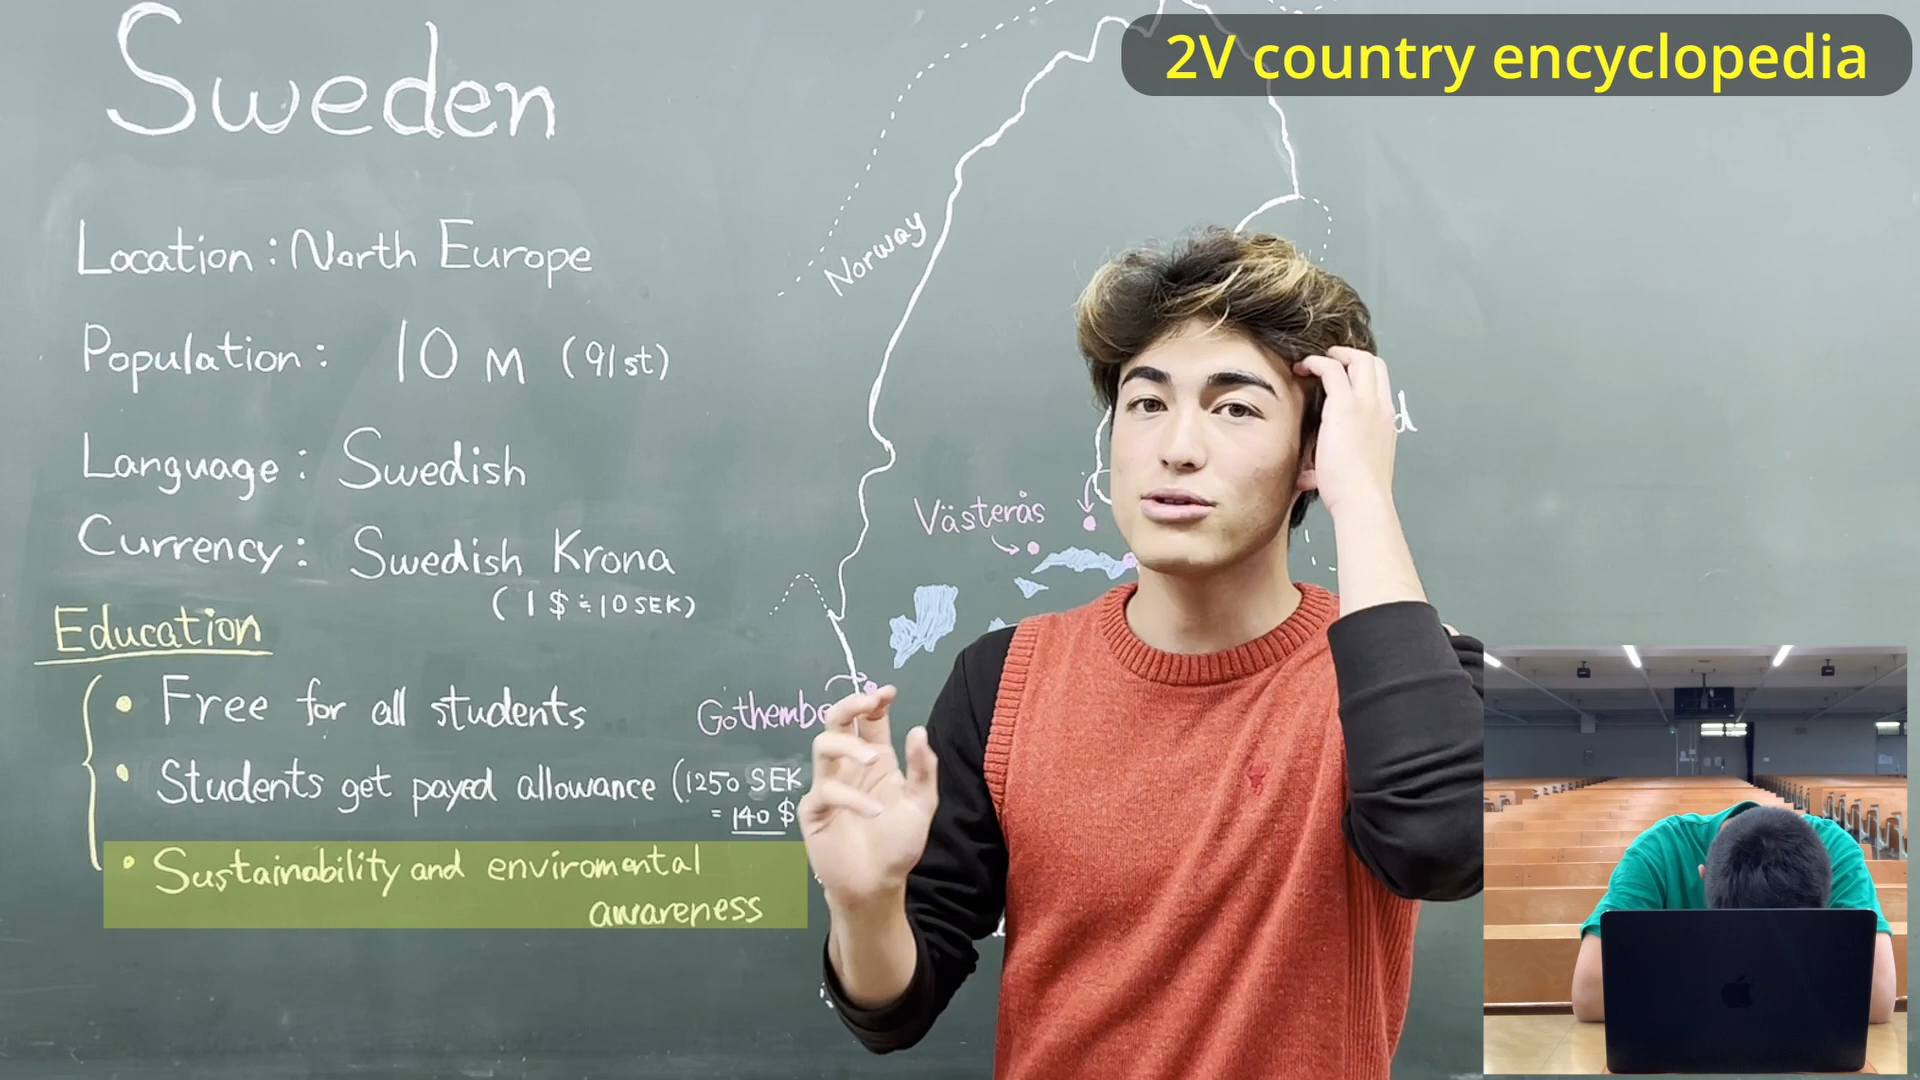 2V country encyclopedia
Sweden
Location : North Europe
Population : 10 M (91st)
Language : Swedish
Currency : Swedish Krona
( 1 $ ≒ 10 SEK)
Education
• Free for all students
• Students get payed allowance (1250 SEK
= 140 $
• Sustainability and enviromental
awareness
Norway
Västerås
Gothembe